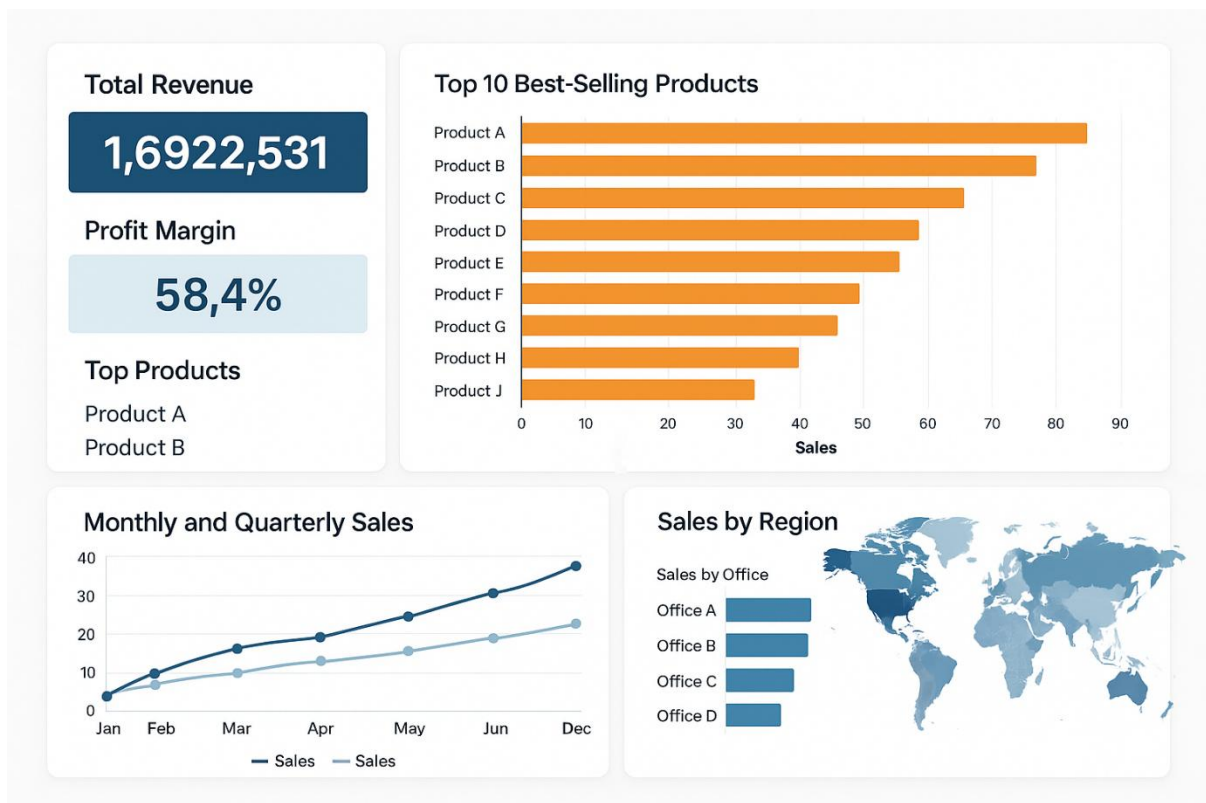 Total Revenue
1,6922,531
Profit Margin
58,4%
Top Products
Product A
Product B
Top 10 Best-Selling Products
Product A
Product B
Product C
Product D
Product E
Product F
Product G
Product H
Product J
0 10 20 30 40 50 60 70 80 90
Sales
Monthly and Quarterly Sales
40
30
20
10
0
Jan Feb Mar Apr May Jun Dec
Sales Sales
Sales by Region
Sales by Office
Office A
Office B
Office C
Office D